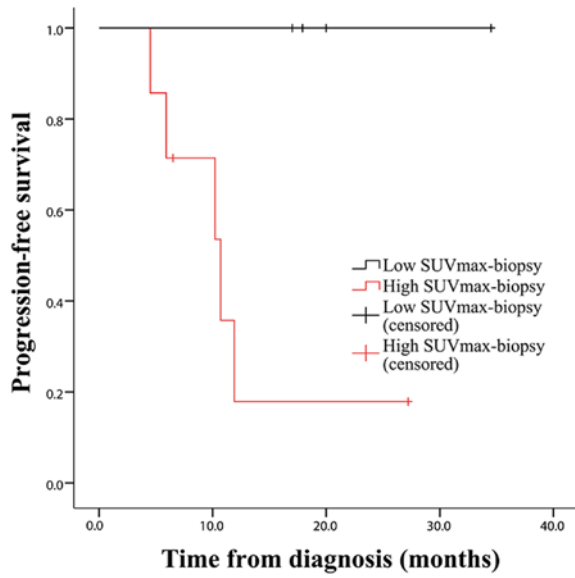 Progression-free survival
1.0
0.8
0.6
0.4
0.2
0.0
Low SUVmax-biopsy
High SUVmax-biopsy
Low SUVmax-biopsy
(censored)
High SUVmax-biopsy
(censored)
0.0 10.0 20.0 30.0 40.0
Time from diagnosis (months)